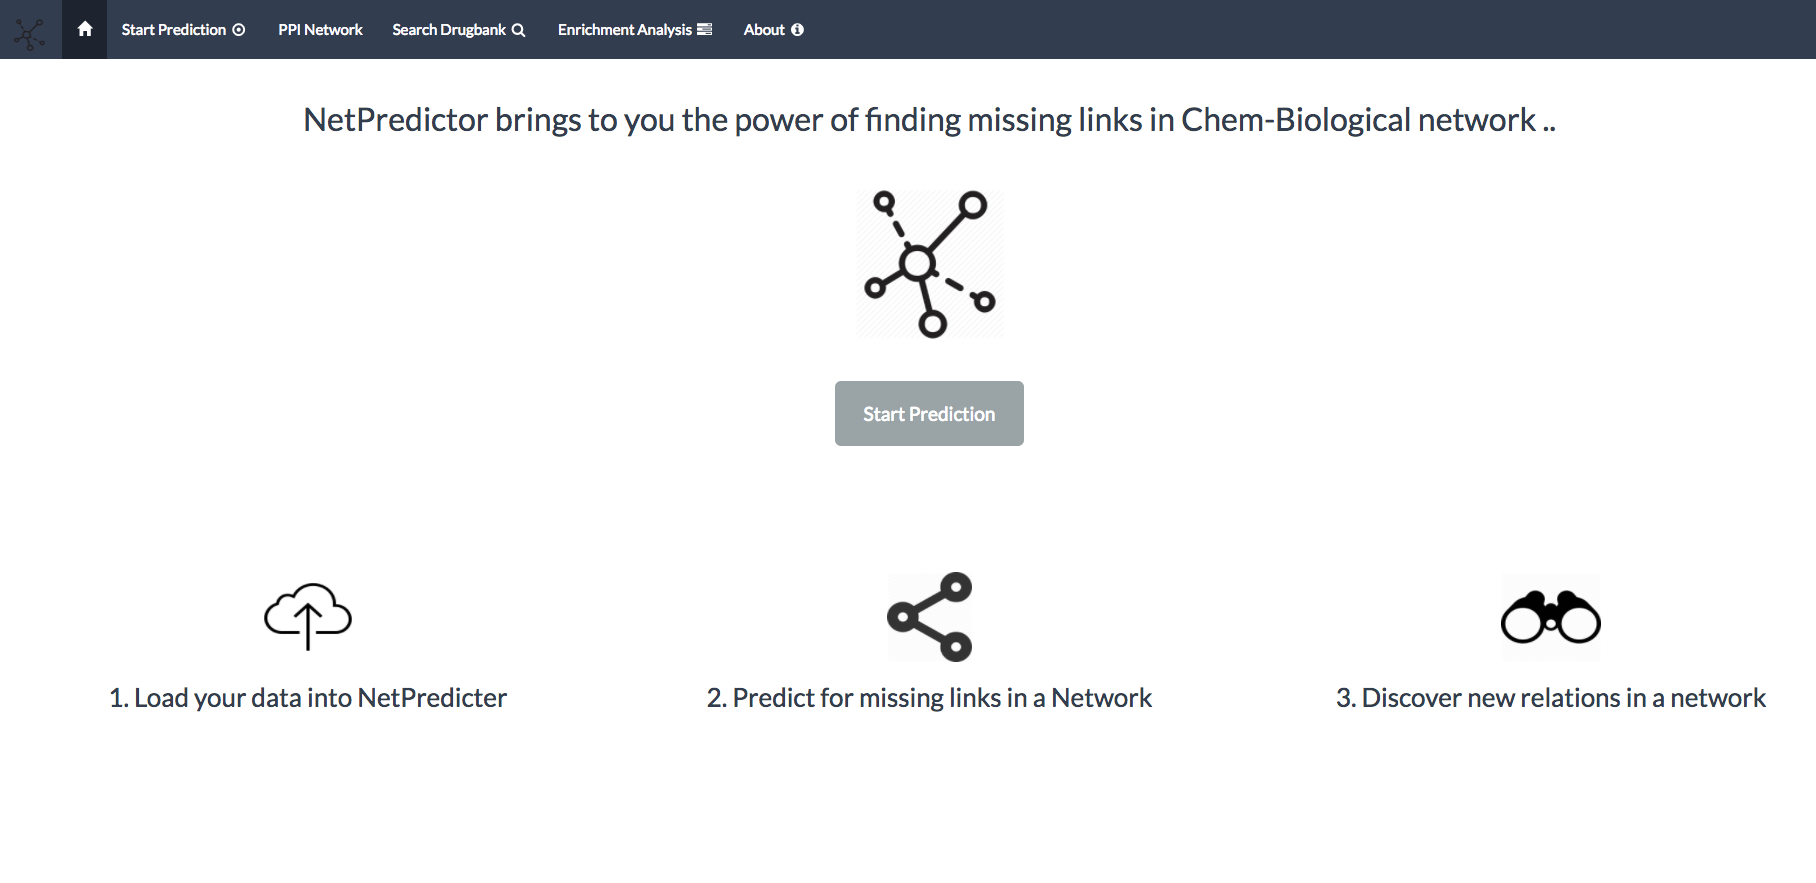 Start Prediction PPI Network Search Drugbank Enrichment Analysis About
NetPredictor brings to you the power of finding missing links in Chem-Biological network ..
Start Prediction
1. Load your data into NetPredicter
2. Predict for missing links in a Network
3. Discover new relations in a network